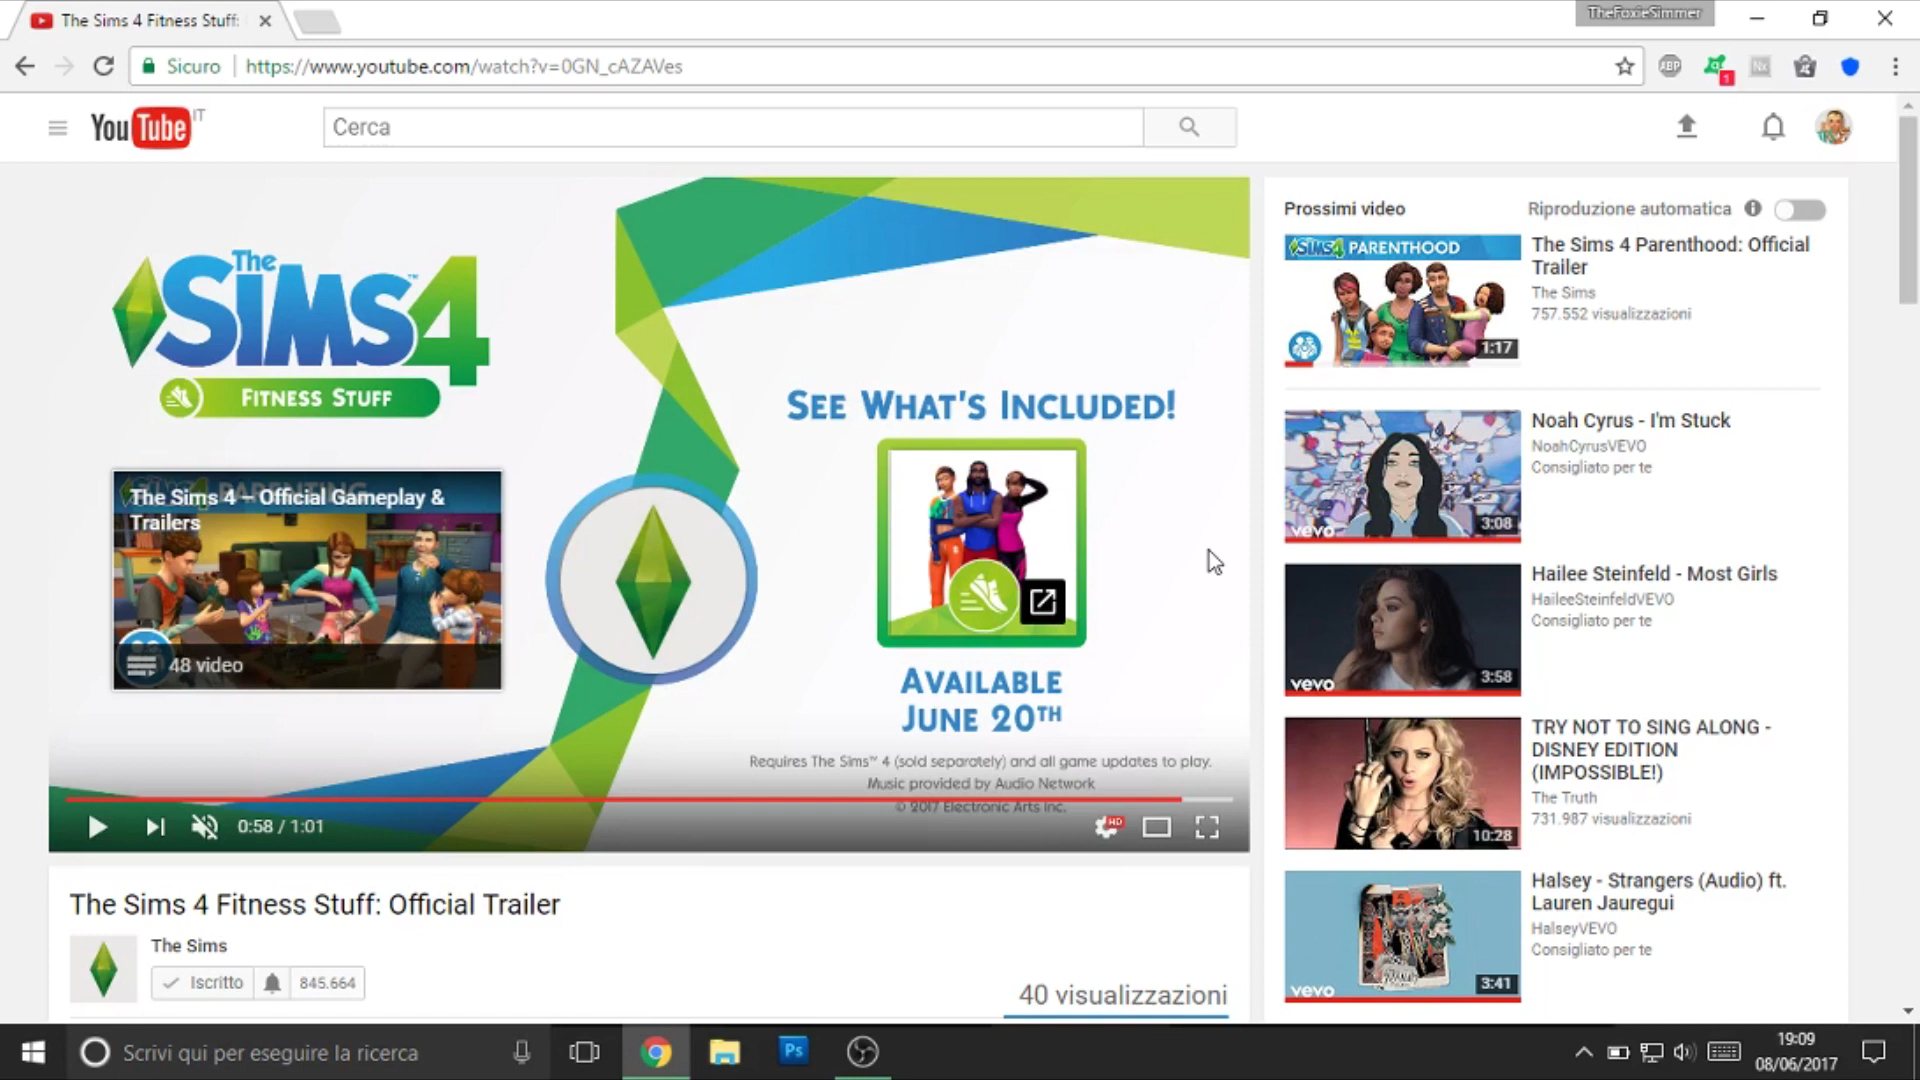 The Sims 4 Fitness Stuff:
TheFoxieSimmer
Sicuro
https://www.youtube.com/watch?v=0GN_cAZAVes
ABP
1
Nx
YouTube IT
Cerca
The SIMS 4
FITNESS STUFF
SEE WHAT'S INCLUDED!
The Sims 4 – Official Gameplay &
Trailers
48 video
AVAILABLE
JUNE 20TH
Requires The Sims™ 4 (sold separately) and all game updates to play.
Music provided by Audio Network
© 2017 Electronic Arts Inc.
0:58 / 1:01
HD
The Sims 4 Fitness Stuff: Official Trailer
The Sims
Iscritto
845.664
40 visualizzazioni
Prossimi video
Riproduzione automatica
The SIMS 4 PARENTHOOD
1:17
The Sims 4 Parenthood: Official
Trailer
The Sims
757.552 visualizzazioni
vevo
3:08
Noah Cyrus - I'm Stuck
NoahCyrusVEVO
Consigliato per te
vevo
3:58
Hailee Steinfeld - Most Girls
HaileeSteinfeldVEVO
Consigliato per te
10:28
TRY NOT TO SING ALONG -
DISNEY EDITION
(IMPOSSIBLE!)
The Truth
731.987 visualizzazioni
vevo
3:41
Halsey - Strangers (Audio) ft.
Lauren Jauregui
HalseyVEVO
Consigliato per te
Scrivi qui per eseguire la ricerca
Ps
19:09
08/06/2017